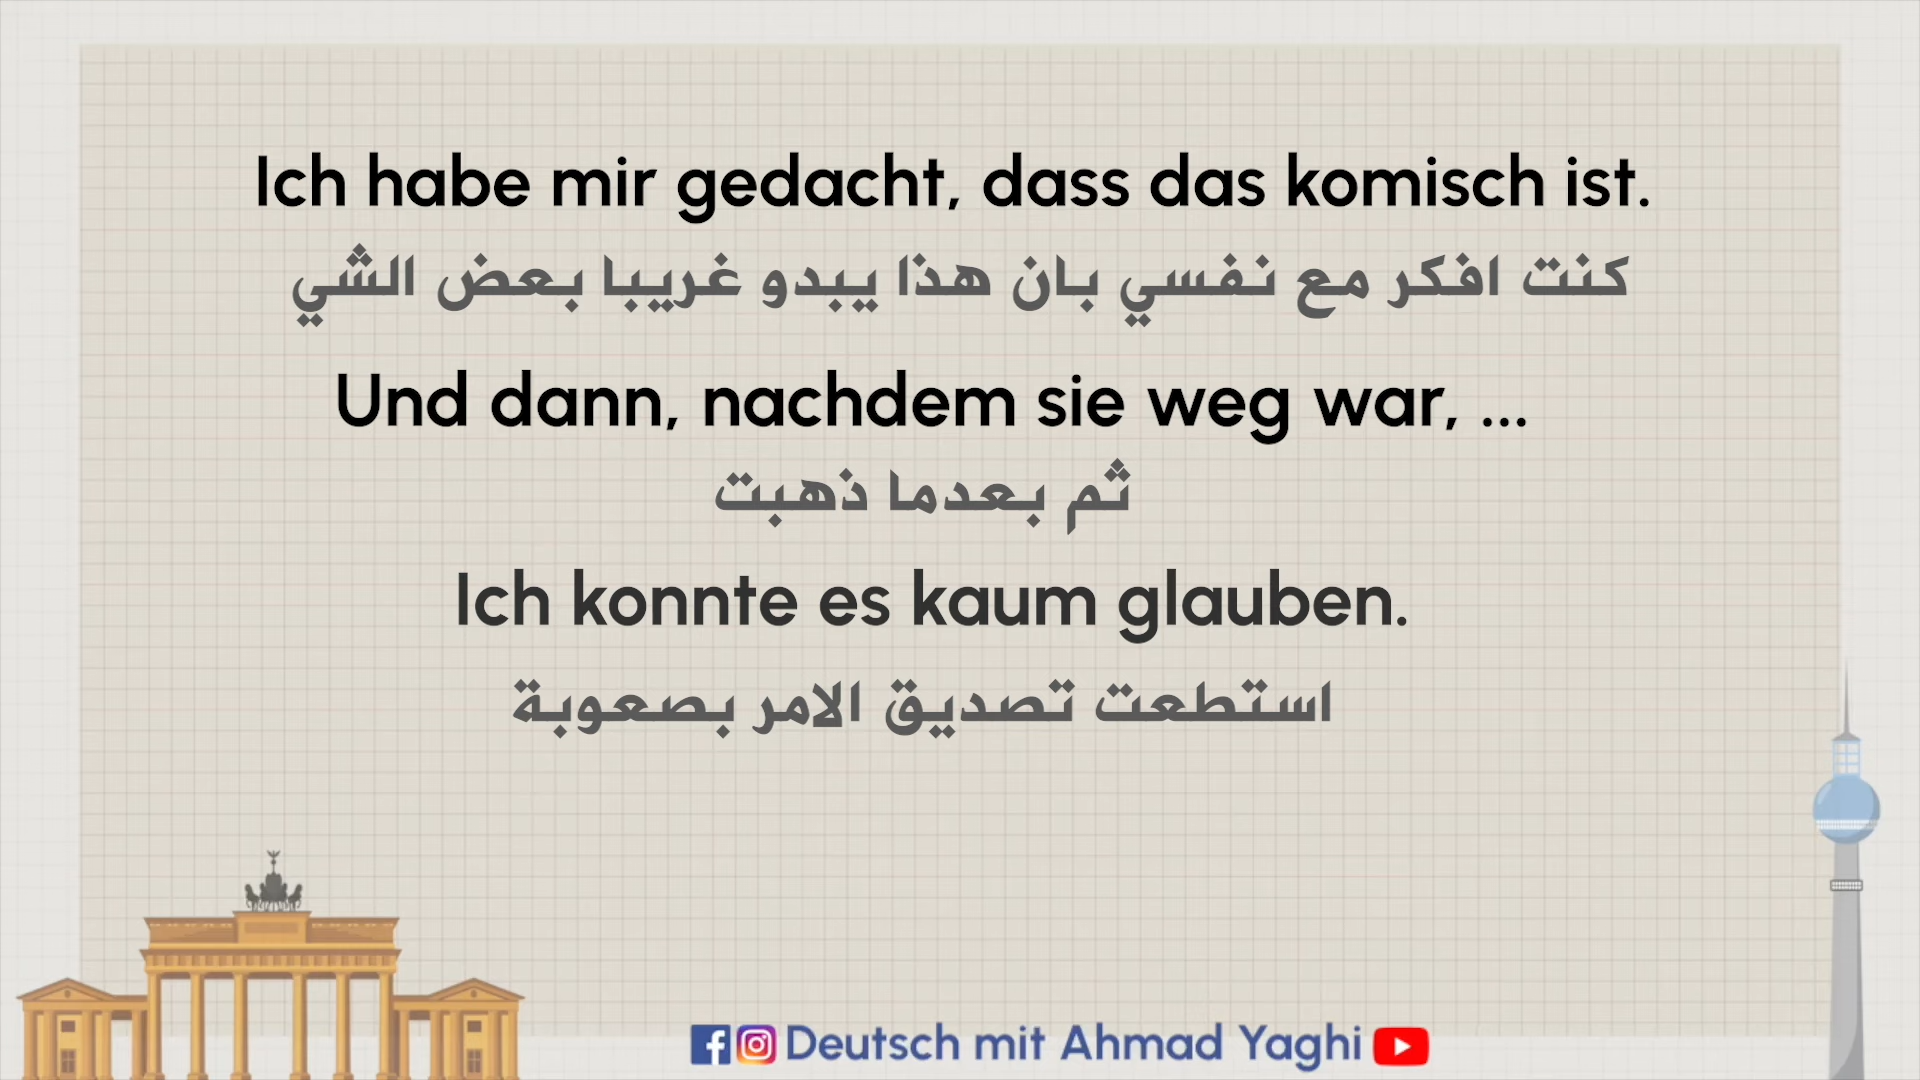 Ich habe mir gedacht, dass das komisch ist.
كنت افكر مع نفسي بان هذا يبدو غريبا بعض الشي
Und dann, nachdem sie weg war, ...
ثم بعدما ذهبت
Ich konnte es kaum glauben.
استطعت تصديق الامر بصعوبة
Deutsch mit Ahmad Yaghi